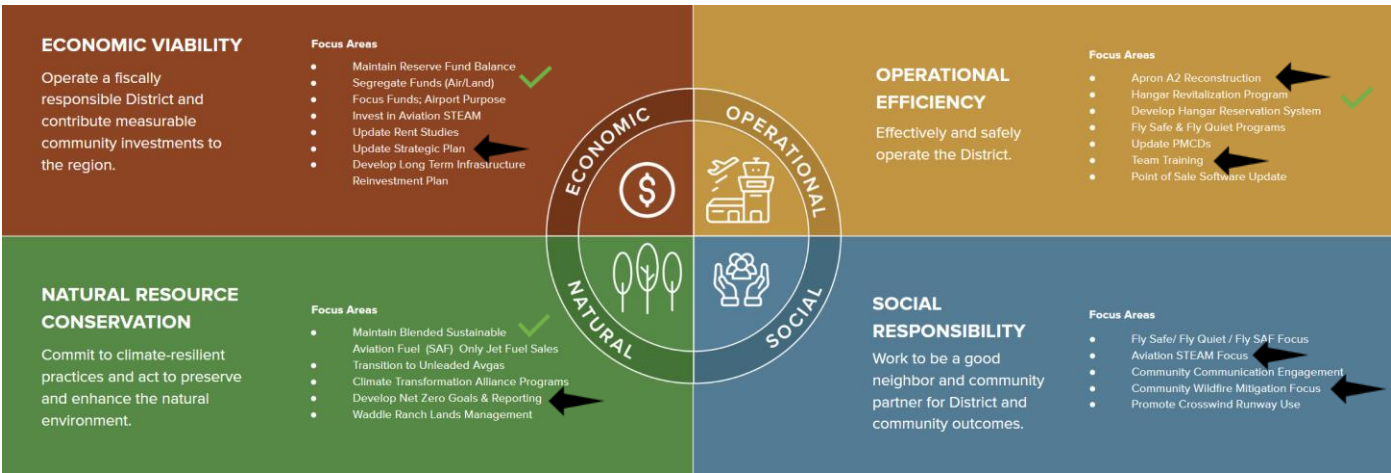 ECONOMIC VIABILITY
Operate a fiscally
responsible District and
contribute measurable
community investments to
the region.
Focus Areas
● Maintain Reserve Fund Balance
● Segregate Funds (Air/Land)
● Focus Funds; Airport Purpose
● Invest in Aviation STEAM
● Update Rent Studies
● Update Strategic Plan
● Develop Long Term Infrastructure
Reinvestment Plan
ECONOMIC
$
OPERATIONAL
OPERATIONAL
EFFICIENCY
Effectively and safely
operate the District.
Focus Areas
● Apron A2 Reconstruction
● Hangar Revitalization Program
● Develop Hangar Reservation System
● Fly Safe & Fly Quiet Programs
● Update PMCDs
● Team Training
● Point of Sale Software Update
NATURAL RESOURCE
CONSERVATION
Commit to climate-resilient
practices and act to preserve
and enhance the natural
environment.
Focus Areas
● Maintain Blended Sustainable
Aviation Fuel (SAF) Only Jet Fuel Sales
● Transition to Unleaded Avgas
● Climate Transformation Alliance Programs
● Develop Net Zero Goals & Reporting
● Waddle Ranch Lands Management
NATURAL
SOCIAL
SOCIAL
RESPONSIBILITY
Work to be a good
neighbor and community
partner for District and
community outcomes.
Focus Areas
● Fly Safe/ Fly Quiet / Fly SAF Focus
● Aviation STEAM Focus
● Community Communication Engagement
● Community Wildfire Mitigation Focus
● Promote Crosswind Runway Use